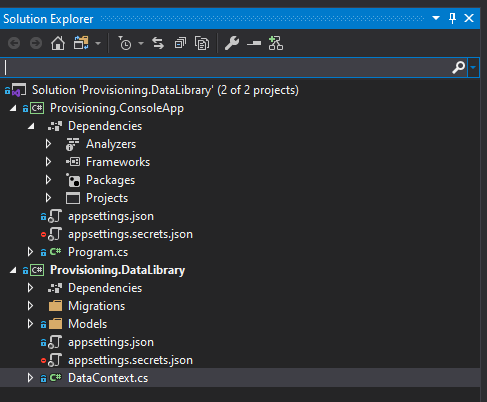 Solution Explorer
Solution 'Provisioning.DataLibrary' (2 of 2 projects)
C# Provisioning.ConsoleApp
Dependencies
Analyzers
Frameworks
Packages
Projects
appsettings.json
appsettings.secrets.json
C# Program.cs
C# Provisioning.DataLibrary
Dependencies
Migrations
Models
appsettings.json
appsettings.secrets.json
C# DataContext.cs